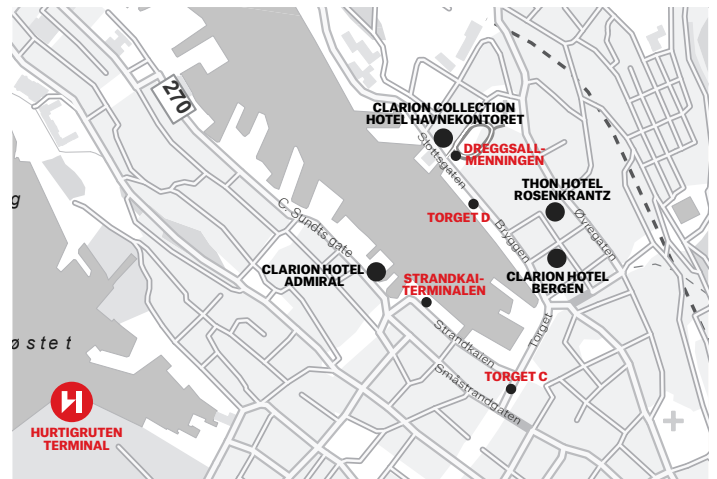 270
CLARION COLLECTION
HOTEL HAVNEKONTORET
DREGGSALL-
MENNINGEN
Slottsgaten
THON HOTEL
ROSENKRANTZ
TORGET D
Bryggen
Øvregaten
g
C. Sundts gate
CLARION HOTEL
ADMIRAL
STRANDKAI-
TERMINALEN
CLARION HOTEL
BERGEN
østet
Strandkaien
Torget
Småstrandgaten
TORGET C
HURTIGRUTEN
TERMINAL